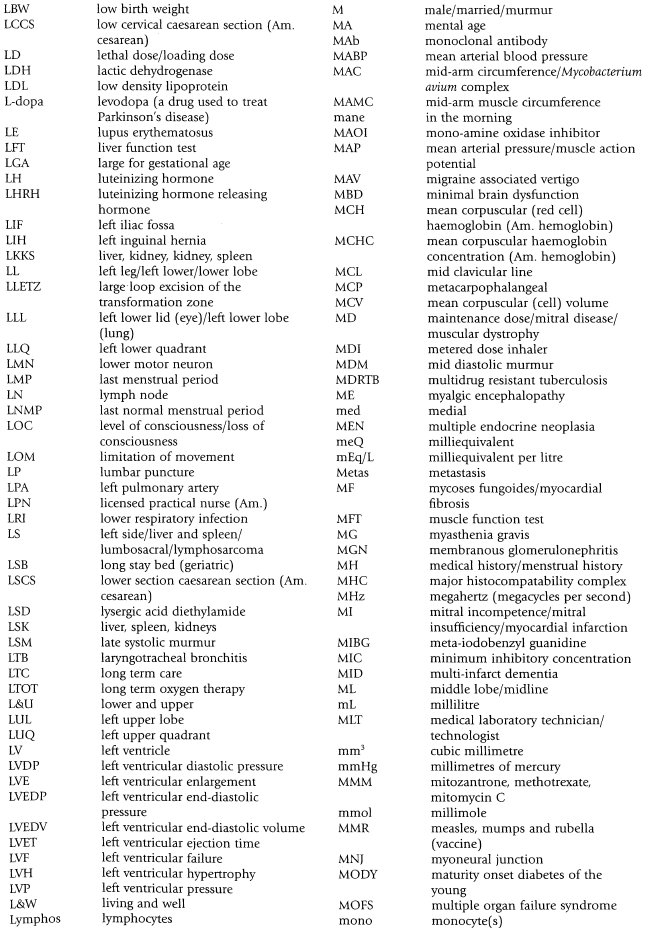 LBW low birth weight
LCCS low cervical caesarean section (Am.
cesarean)
LD lethal dose/loading dose
LDH lactic dehydrogenase
LDL low density lipoprotein
L-dopa levodopa (a drug used to treat
Parkinson's disease)
LE lupus erythematosus
LFT liver function test
LGA large for gestational age
LH luteinizing hormone
LHRH luteinizing hormone releasing
hormone
LIF left iliac fossa
LIH left inguinal hernia
LKKS liver, kidney, kidney, spleen
LL left leg/left lower/lower lobe
LLETZ large loop excision of the
transformation zone
LLL left lower lid (eye)/left lower lobe
(lung)
LLQ left lower quadrant
LMN lower motor neuron
LMP last menstrual period
LN lymph node
LNMP last normal menstrual period
LOC level of consciousness/loss of
consciousness
LOM limitation of movement
LP lumbar puncture
LPA left pulmonary artery
LPN licensed practical nurse (Am.)
LRI lower respiratory infection
LS left side/liver and spleen/
lumbosacral/lymphosarcoma
LSB long stay bed (geriatric)
LSCS lower section caesarean section (Am.
cesarean)
LSD lysergic acid diethylamide
LSK liver, spleen, kidneys
LSM late systolic murmur
LTB laryngotracheal bronchitis
LTC long term care
LTOT long term oxygen therapy
L&U lower and upper
LUL left upper lobe
LUQ left upper quadrant
LV left ventricle
LVDP left ventricular diastolic pressure
LVE left ventricular enlargement
LVEDP left ventricular end-diastolic
pressure
LVEDV left ventricular end-diastolic volume
LVET left ventricular ejection time
LVF left ventricular failure
LVH left ventricular hypertrophy
LVP left ventricular pressure
L&W living and well
Lymphos lymphocytes
M male/married/murmur
MA mental age
MAb monoclonal antibody
MABP mean arterial blood pressure
MAC mid-arm circumference/Mycobacterium
avium complex
MAMC mid-arm muscle circumference
mane in the morning
MAOI mono-amine oxidase inhibitor
MAP mean arterial pressure/muscle action
potential
MAV migraine associated vertigo
MBD minimal brain dysfunction
MCH mean corpuscular (red cell)
haemoglobin (Am. hemoglobin)
MCHC mean corpuscular haemoglobin
concentration (Am. hemoglobin)
MCL mid clavicular line
MCP metacarpophalangeal
MCV mean corpuscular (cell) volume
MD maintenance dose/mitral disease/
muscular dystrophy
MDI metered dose inhaler
MDM mid diastolic murmur
MDRTB multidrug resistant tuberculosis
ME myalgic encephalopathy
med medial
MEN multiple endocrine neoplasia
meQ milliequivalent
mEq/L milliequivalent per litre
Metas metastasis
MF mycoses fungoides/myocardial
fibrosis
MFT muscle function test
MG myasthenia gravis
MGN membranous glomerulonephritis
MH medical history/menstrual history
MHC major histocompatability complex
MHz megahertz (megacycles per second)
MI mitral incompetence/mitral
insufficiency/myocardial infarction
MIBG meta-iodobenzyl guanidine
MIC minimum inhibitory concentration
MID multi-infarct dementia
ML middle lobe/midline
mL millilitre
MLT medical laboratory technician/
technologist
mm³ cubic millimetre
mmHg millimetres of mercury
MMM mitozantrone, methotrexate,
mitomycin C
mmol millimole
MMR measles, mumps and rubella
(vaccine)
MNJ myoneural junction
MODY maturity onset diabetes of the
young
MOFS multiple organ failure syndrome
mono monocyte(s)